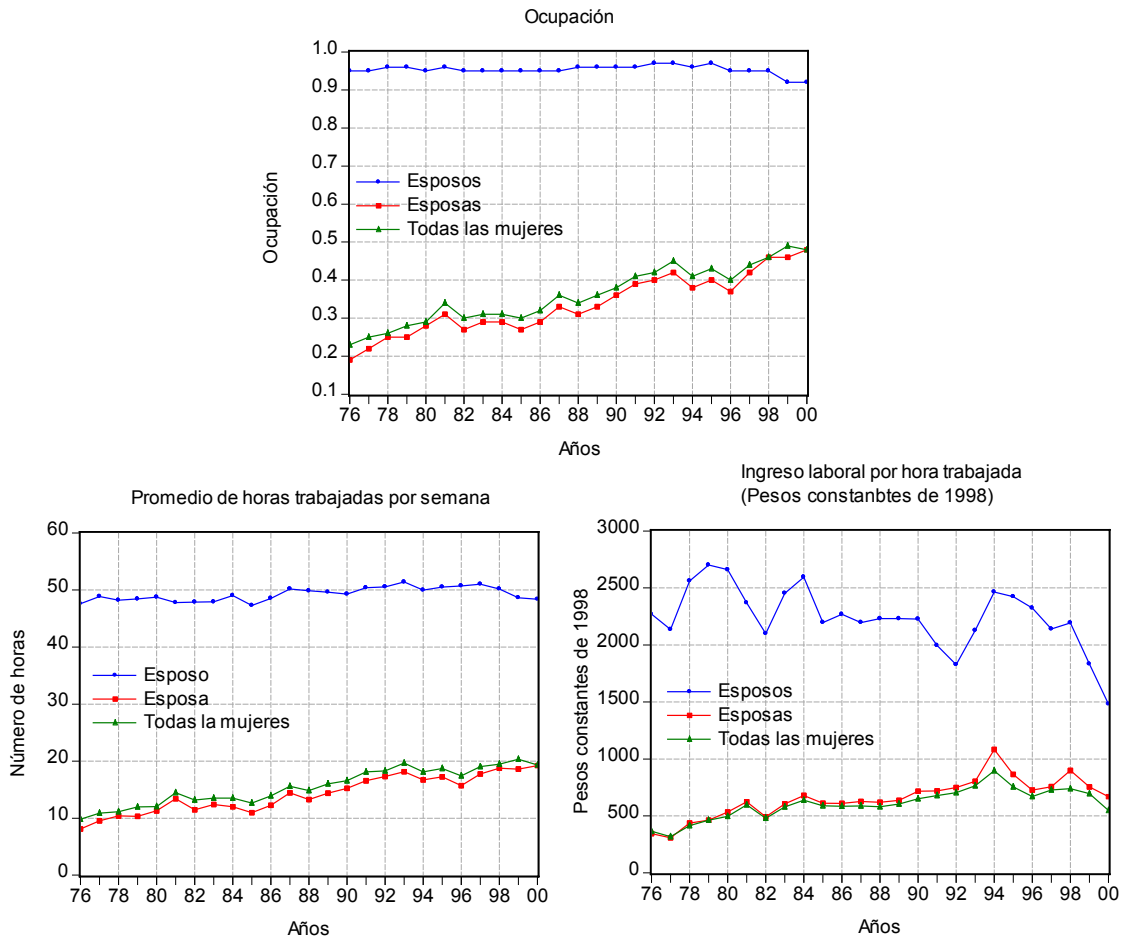 Ocupación
1.0
0.9
0.8
0.7
0.6
0.5
0.4
0.3
0.2
0.1
Ocupación
Esposos
Esposas
Todas las mujeres
76 78 80 82 84 86 88 90 92 94 96 98 00
Años
Promedio de horas trabajadas por semana
60
50
40
30
20
10
0
Número de horas
Esposo
Esposa
Todas la mujeres
76 78 80 82 84 86 88 90 92 94 96 98 00
Años
Ingreso laboral por hora trabajada
(Pesos constanbtes de 1998)
3000
2500
2000
1500
1000
500
0
Pesos constantes de 1998
Esposos
Esposas
Todas las mujeres
76 78 80 82 84 86 88 90 92 94 96 98 00
Años